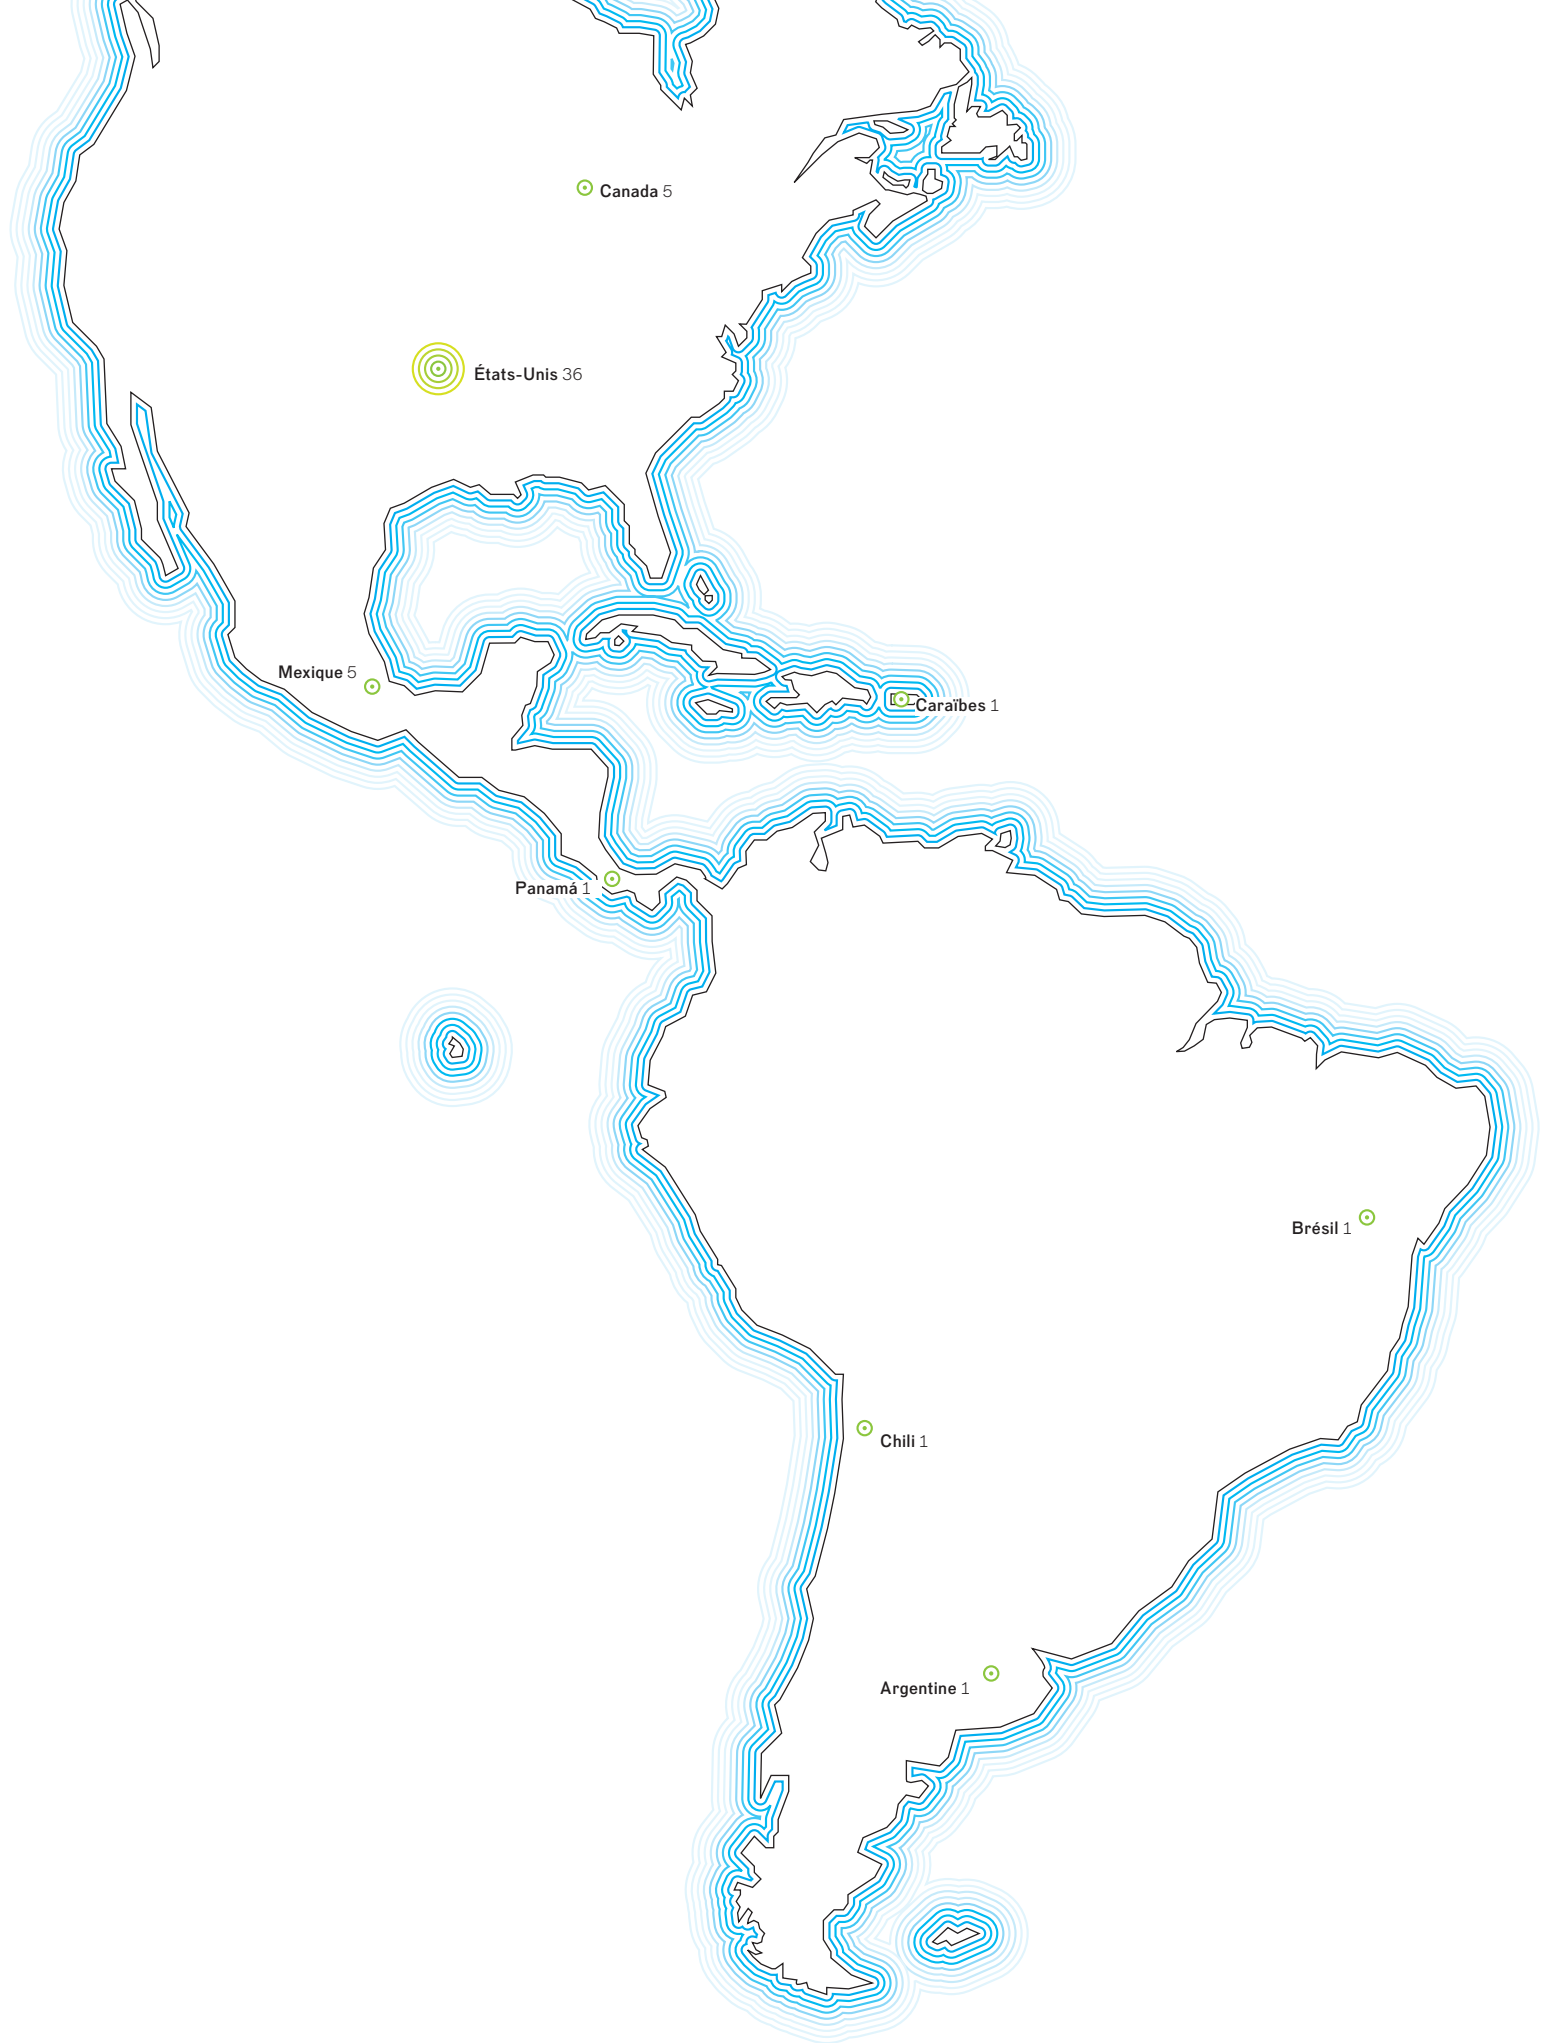 Canada 5
États-Unis 36
Mexique 5
Caraïbes 1
Panamá 1
Brésil 1
Chili 1
Argentine 1